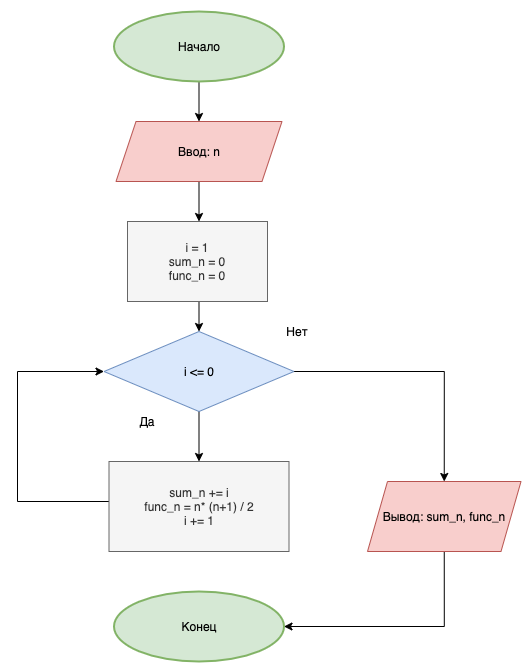 Начало
Ввод: n
i = 1
sum_n = 0
func_n = 0
Нет
i <= 0
Да
sum_n += i
func_n = n* (n+1) / 2
i += 1
Вывод: sum_n, func_n
Конец